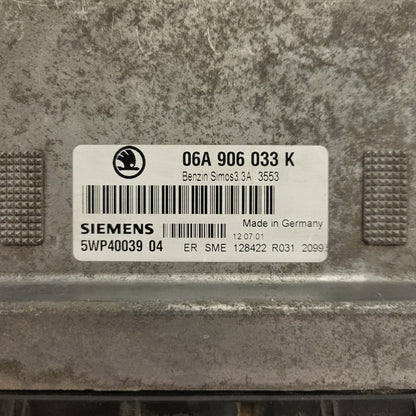 06A 906 033 K
Benzin Simos3.3A 3553
SIEMENS
Made in Germany
12.07.01
5WP40039 04 ER SME 128422 R031 2099